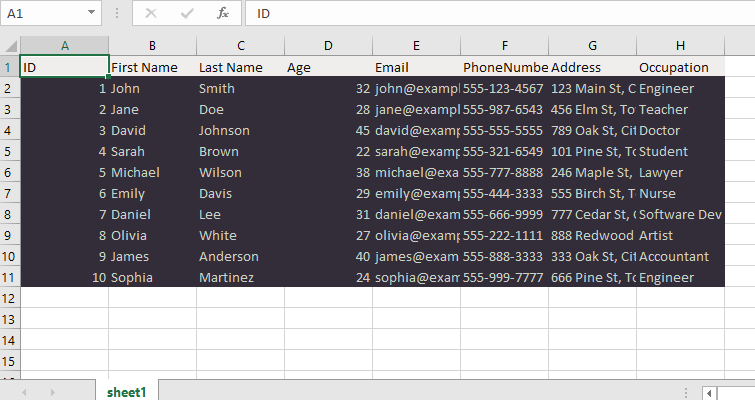 A1 fx ID
A B C D E F G H
1 ID First Name Last Name Age Email PhoneNumbe Address Occupation
2 1 John Smith 32 john@exampl 555-123-4567 123 Main St, C Engineer
3 2 Jane Doe 28 jane@exampl 555-987-6543 456 Elm St, To Teacher
4 3 David Johnson 45 david@examp 555-555-5555 789 Oak St, Cit Doctor
5 4 Sarah Brown 22 sarah@examp 555-321-6549 101 Pine St, To Student
6 5 Michael Wilson 38 michael@exa 555-777-8888 246 Maple St, Lawyer
7 6 Emily Davis 29 emily@examp 555-444-3333 555 Birch St, T Nurse
8 7 Daniel Lee 31 daniel@exam 555-666-9999 777 Cedar St, Software Dev
9 8 Olivia White 27 olivia@exam 555-222-1111 888 Redwood Artist
10 9 James Anderson 40 james@exam 555-888-3333 333 Oak St, Cit Accountant
11 10 Sophia Martinez 24 sophia@exam 555-999-7777 666 Pine St, To Engineer
12
13
14
15
sheet1